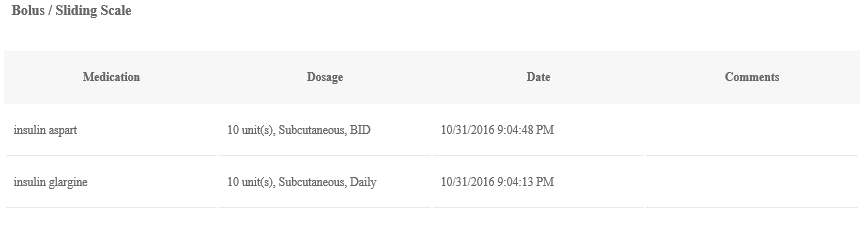 Bolus / Sliding Scale
Medication Dosage Date Comments
insulin aspart 10 unit(s), Subcutaneous, BID 10/31/2016 9:04:48 PM
insulin glargine 10 unit(s), Subcutaneous, Daily 10/31/2016 9:04:13 PM